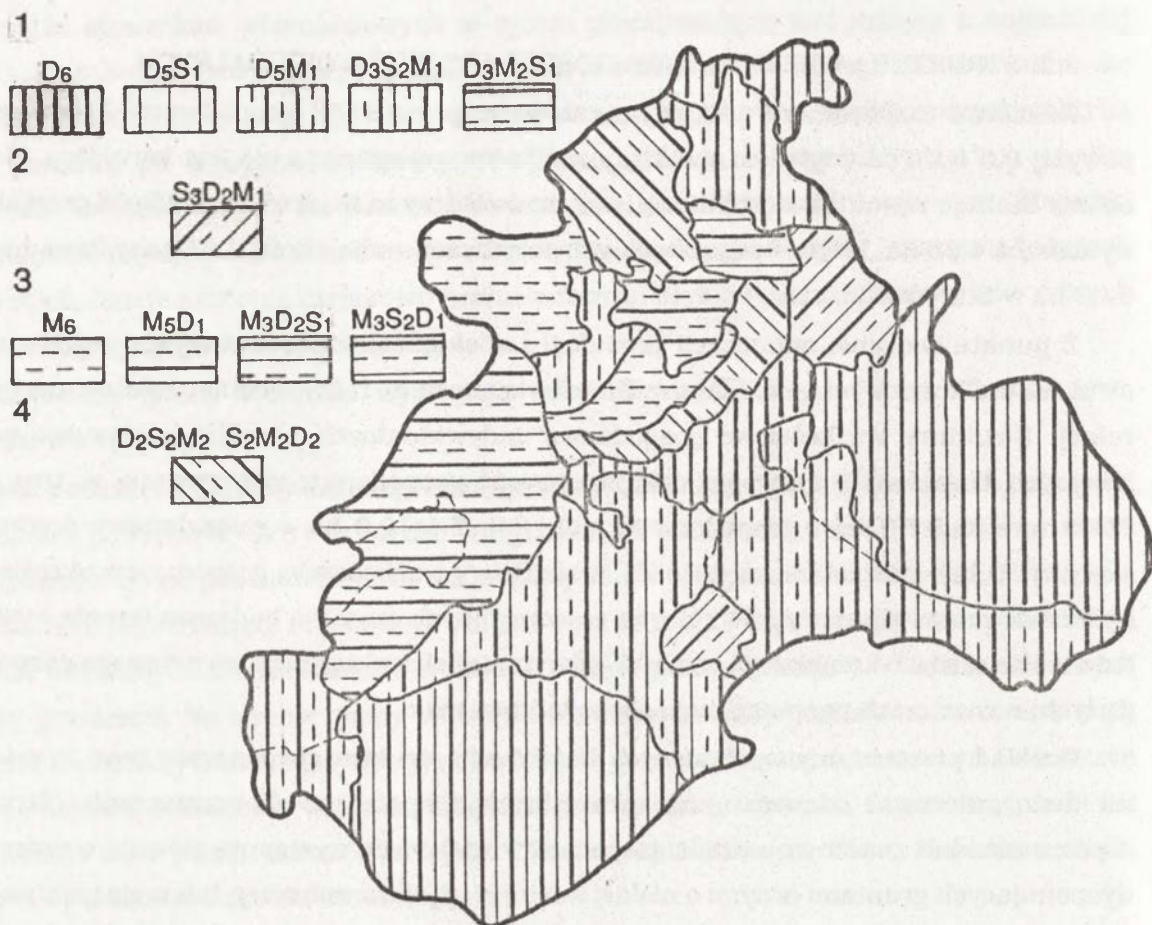 1
D₆ D₅S₁ D₅M₁ D₃S₂M₁ D₃M₂S₁
2
S₃D₂M₁
3
M₆ M₅D₁ M₃D₂S₁ M₃S₂D₁
4
D₂S₂M₂ S₂M₂D₂